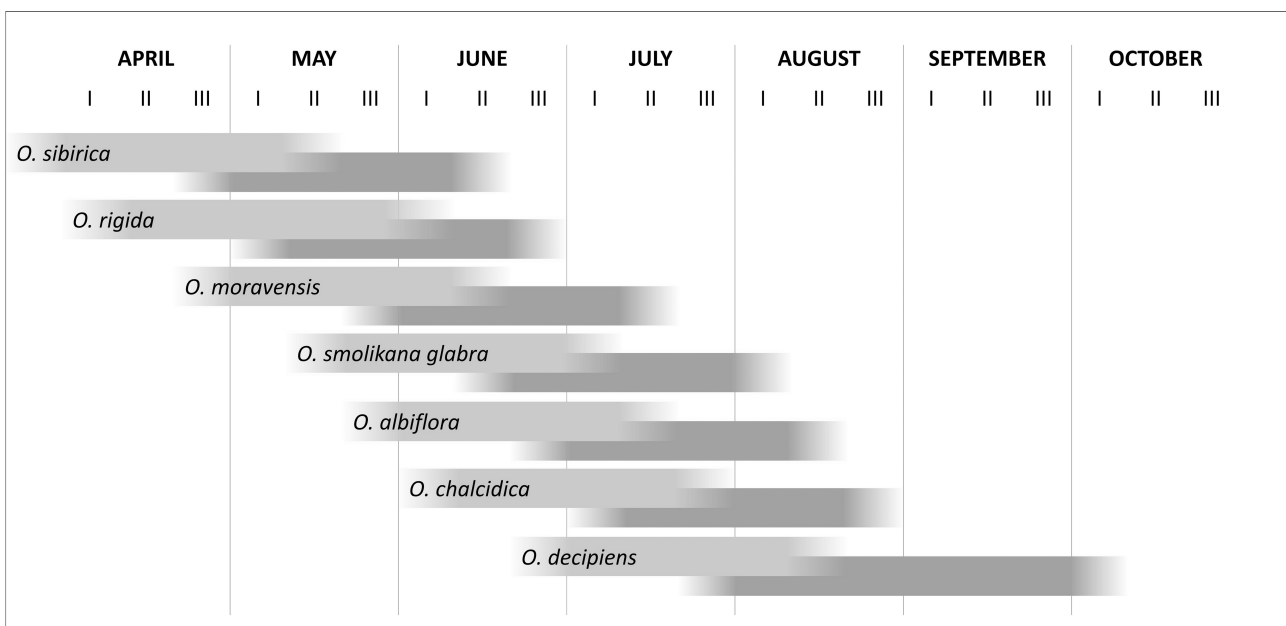 APRIL MAY JUNE JULY AUGUST SEPTEMBER OCTOBER
I II III I II III I II III I II III I II III I II III I II III
O. sibirica
O. rigida
O. moravensis
O. smolikana glabra
O. albiflora
O. chalcidica
O. decipiens